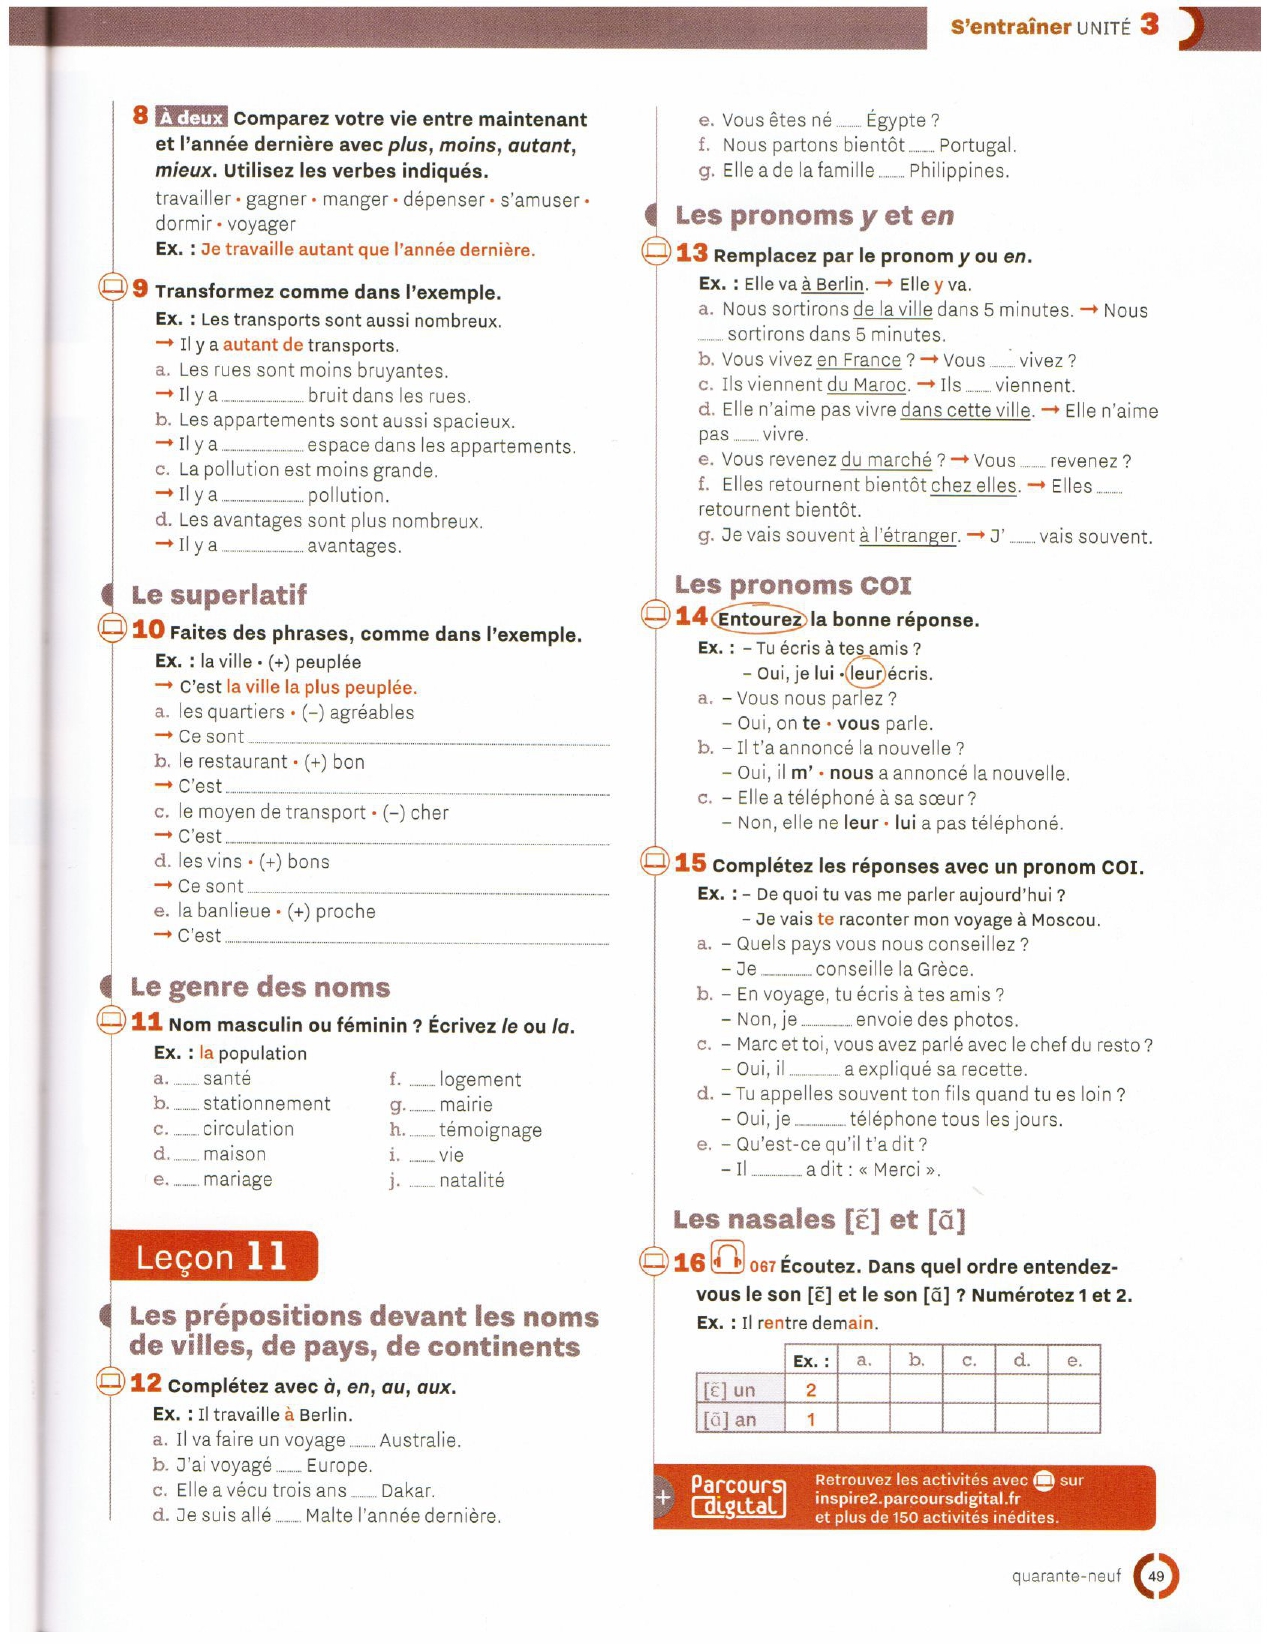 S'entraîner UNITÉ 3
8 À deux Comparez votre vie entre maintenant
et l'année dernière avec plus, moins, autant,
mieux. Utilisez les verbes indiqués.
travailler • gagner • manger • dépenser • s'amuser •
dormir • voyager
Ex. : Je travaille autant que l'année dernière.
9 Transformez comme dans l'exemple.
Ex. : Les transports sont aussi nombreux.
→ Il y a autant de transports.
a. Les rues sont moins bruyantes.
→ Il y a ............ bruit dans les rues.
b. Les appartements sont aussi spacieux.
→ Il y a ............ espace dans les appartements.
c. La pollution est moins grande.
→ Il y a ............ pollution.
d. Les avantages sont plus nombreux.
→ Il y a ............ avantages.
Le superlatif
10 Faites des phrases, comme dans l'exemple.
Ex. : la ville • (+) peuplée
→ C'est la ville la plus peuplée.
a. les quartiers • (−) agréables
→ Ce sont ............
b. le restaurant • (+) bon
→ C'est ............
c. le moyen de transport • (−) cher
→ C'est ............
d. les vins • (+) bons
→ Ce sont ............
e. la banlieue • (+) proche
→ C'est ............
Le genre des noms
11 Nom masculin ou féminin ? Écrivez le ou la.
Ex. : la population
a. ...... santé
b. ...... stationnement
c. ...... circulation
d. ...... maison
e. ...... mariage
f. ...... logement
g. ...... mairie
h. ...... témoignage
i. ...... vie
j. ...... natalité
Leçon 11
Les prépositions devant les noms
de villes, de pays, de continents
12 Complétez avec à, en, au, aux.
Ex. : Il travaille à Berlin.
a. Il va faire un voyage ...... Australie.
b. J'ai voyagé ...... Europe.
c. Elle a vécu trois ans ...... Dakar.
d. Je suis allé ...... Malte l'année dernière.
e. Vous êtes né ...... Égypte ?
f. Nous partons bientôt ...... Portugal.
g. Elle a de la famille ...... Philippines.
Les pronoms y et en
13 Remplacez par le pronom y ou en.
Ex. : Elle va à Berlin. → Elle y va.
a. Nous sortirons de la ville dans 5 minutes. → Nous
...... sortirons dans 5 minutes.
b. Vous vivez en France ? → Vous ...... vivez ?
c. Ils viennent du Maroc. → Ils ...... viennent.
d. Elle n'aime pas vivre dans cette ville. → Elle n'aime
pas ...... vivre.
e. Vous revenez du marché ? → Vous ...... revenez ?
f. Elles retournent bientôt chez elles. → Elles ......
retournent bientôt.
g. Je vais souvent à l'étranger. → J' ...... vais souvent.
Les pronoms COI
14 Entourez la bonne réponse.
Ex. : – Tu écris à tes amis ?
– Oui, je lui • leur écris.
a. – Vous nous parlez ?
– Oui, on te • vous parle.
b. – Il t'a annoncé la nouvelle ?
– Oui, il m' • nous a annoncé la nouvelle.
c. – Elle a téléphoné à sa sœur ?
– Non, elle ne leur • lui a pas téléphoné.
15 Complétez les réponses avec un pronom COI.
Ex. : – De quoi tu vas me parler aujourd'hui ?
– Je vais te raconter mon voyage à Moscou.
a. – Quels pays vous nous conseillez ?
– Je ............ conseille la Grèce.
b. – En voyage, tu écris à tes amis ?
– Non, je ............ envoie des photos.
c. – Marc et toi, vous avez parlé avec le chef du resto ?
– Oui, il ............ a expliqué sa recette.
d. – Tu appelles souvent ton fils quand tu es loin ?
– Oui, je ............ téléphone tous les jours.
e. – Qu'est-ce qu'il t'a dit ?
– Il ............ a dit : « Merci ».
Les nasales [ɛ̃] et [ɑ̃]
16 067 Écoutez. Dans quel ordre entendez-
vous le son [ɛ̃] et le son [ɑ̃] ? Numérotez 1 et 2.
Ex. : Il rentre demain.
Ex. : a. b. c. d. e.
[ɛ̃] un 2
[ɑ̃] an 1
+ Parcours digital
Retrouvez les activités avec sur
inspire2.parcoursdigital.fr
et plus de 150 activités inédites.
quarante-neuf 49